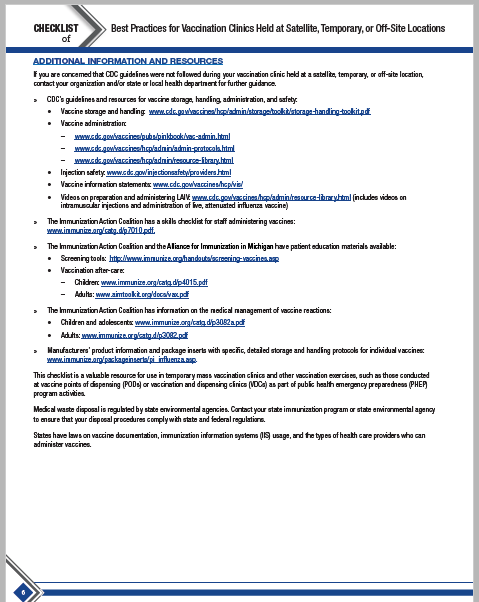 CHECKLIST
of
Best Practices for Vaccination Clinics Held at Satellite, Temporary, or Off-Site Locations
ADDITIONAL INFORMATION AND RESOURCES
If you are concerned that CDC guidelines were not followed during your vaccination clinic held at a satellite, temporary, or off-site location,
contact your organization and/or state or local health department for further guidance.
» CDC's guidelines and resources for vaccine storage, handling, administration, and safety:
• Vaccine storage and handling: www.cdc.gov/vaccines/hcp/admin/storage/toolkit/storage-handling-toolkit.pdf
• Vaccine administration:
– www.cdc.gov/vaccines/pubs/pinkbook/vac-admin.html
– www.cdc.gov/vaccines/hcp/admin/admin-protocols.html
– www.cdc.gov/vaccines/hcp/admin/resource-library.html
• Injection safety: www.cdc.gov/injectionsafety/providers.html
• Vaccine information statements: www.cdc.gov/vaccines/hcp/vis/
• Videos on preparation and administering LAIV: www.cdc.gov/vaccines/hcp/admin/resource-library.html (includes videos on
intramuscular injections and administration of live, attenuated influenza vaccine)
» The Immunization Action Coalition has a skills checklist for staff administering vaccines:
www.immunize.org/catg.d/p7010.pdf.
» The Immunization Action Coalition and the Alliance for Immunization in Michigan have patient education materials available:
• Screening tools: http://www.immunize.org/handouts/screening-vaccines.asp
• Vaccination after-care:
– Children: www.immunize.org/catg.d/p4015.pdf
– Adults: www.aimtoolkit.org/docs/vax.pdf
» The Immunization Action Coalition has information on the medical management of vaccine reactions:
• Children and adolescents: www.immunize.org/catg.d/p3082a.pdf
• Adults: www.immunize.org/catg.d/p3082.pdf
» Manufacturers' product information and package inserts with specific, detailed storage and handling protocols for individual vaccines:
www.immunize.org/packageinserts/pi_influenza.asp.
This checklist is a valuable resource for use in temporary mass vaccination clinics and other vaccination exercises, such as those conducted
at vaccine points of dispensing (PODs) or vaccination and dispensing clinics (VDCs) as part of public health emergency preparedness (PHEP)
program activities.
Medical waste disposal is regulated by state environmental agencies. Contact your state immunization program or state environmental agency
to ensure that your disposal procedures comply with state and federal regulations.
States have laws on vaccine documentation, immunization information systems (IIS) usage, and the types of health care providers who can
administer vaccines.
6